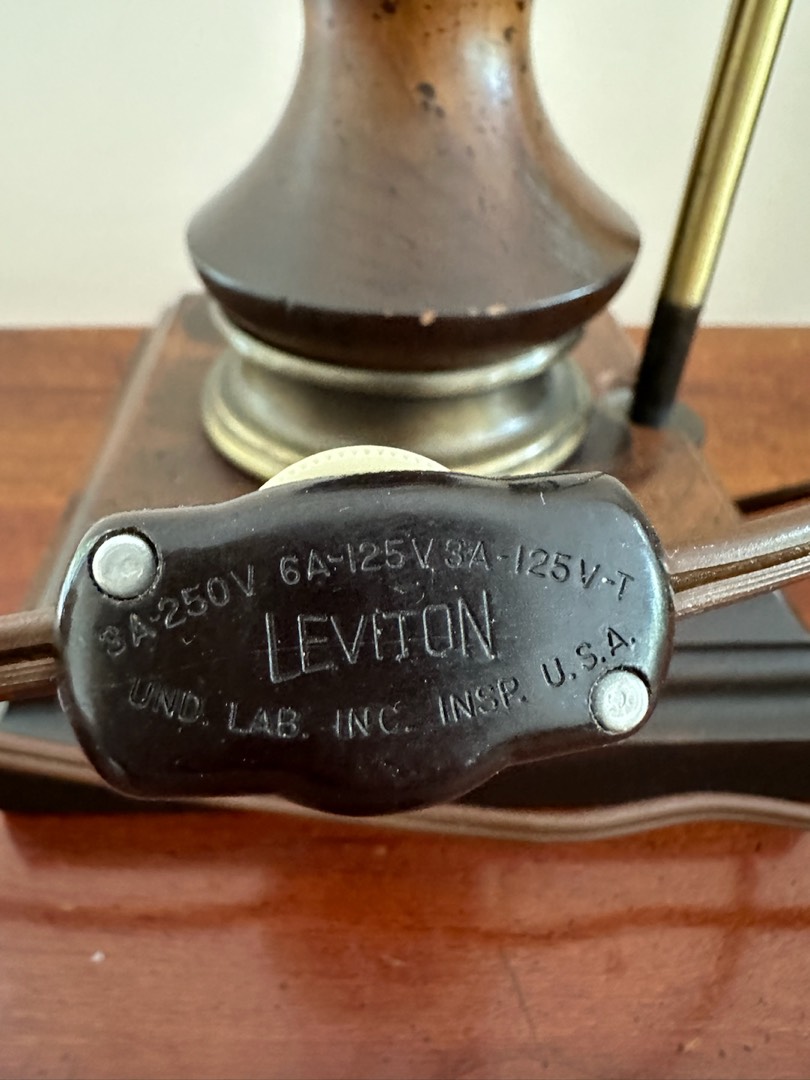 3A-250V 6A-125V 3A-125V-T
LEVITON
UND. LAB. INC. INSP. U.S.A.